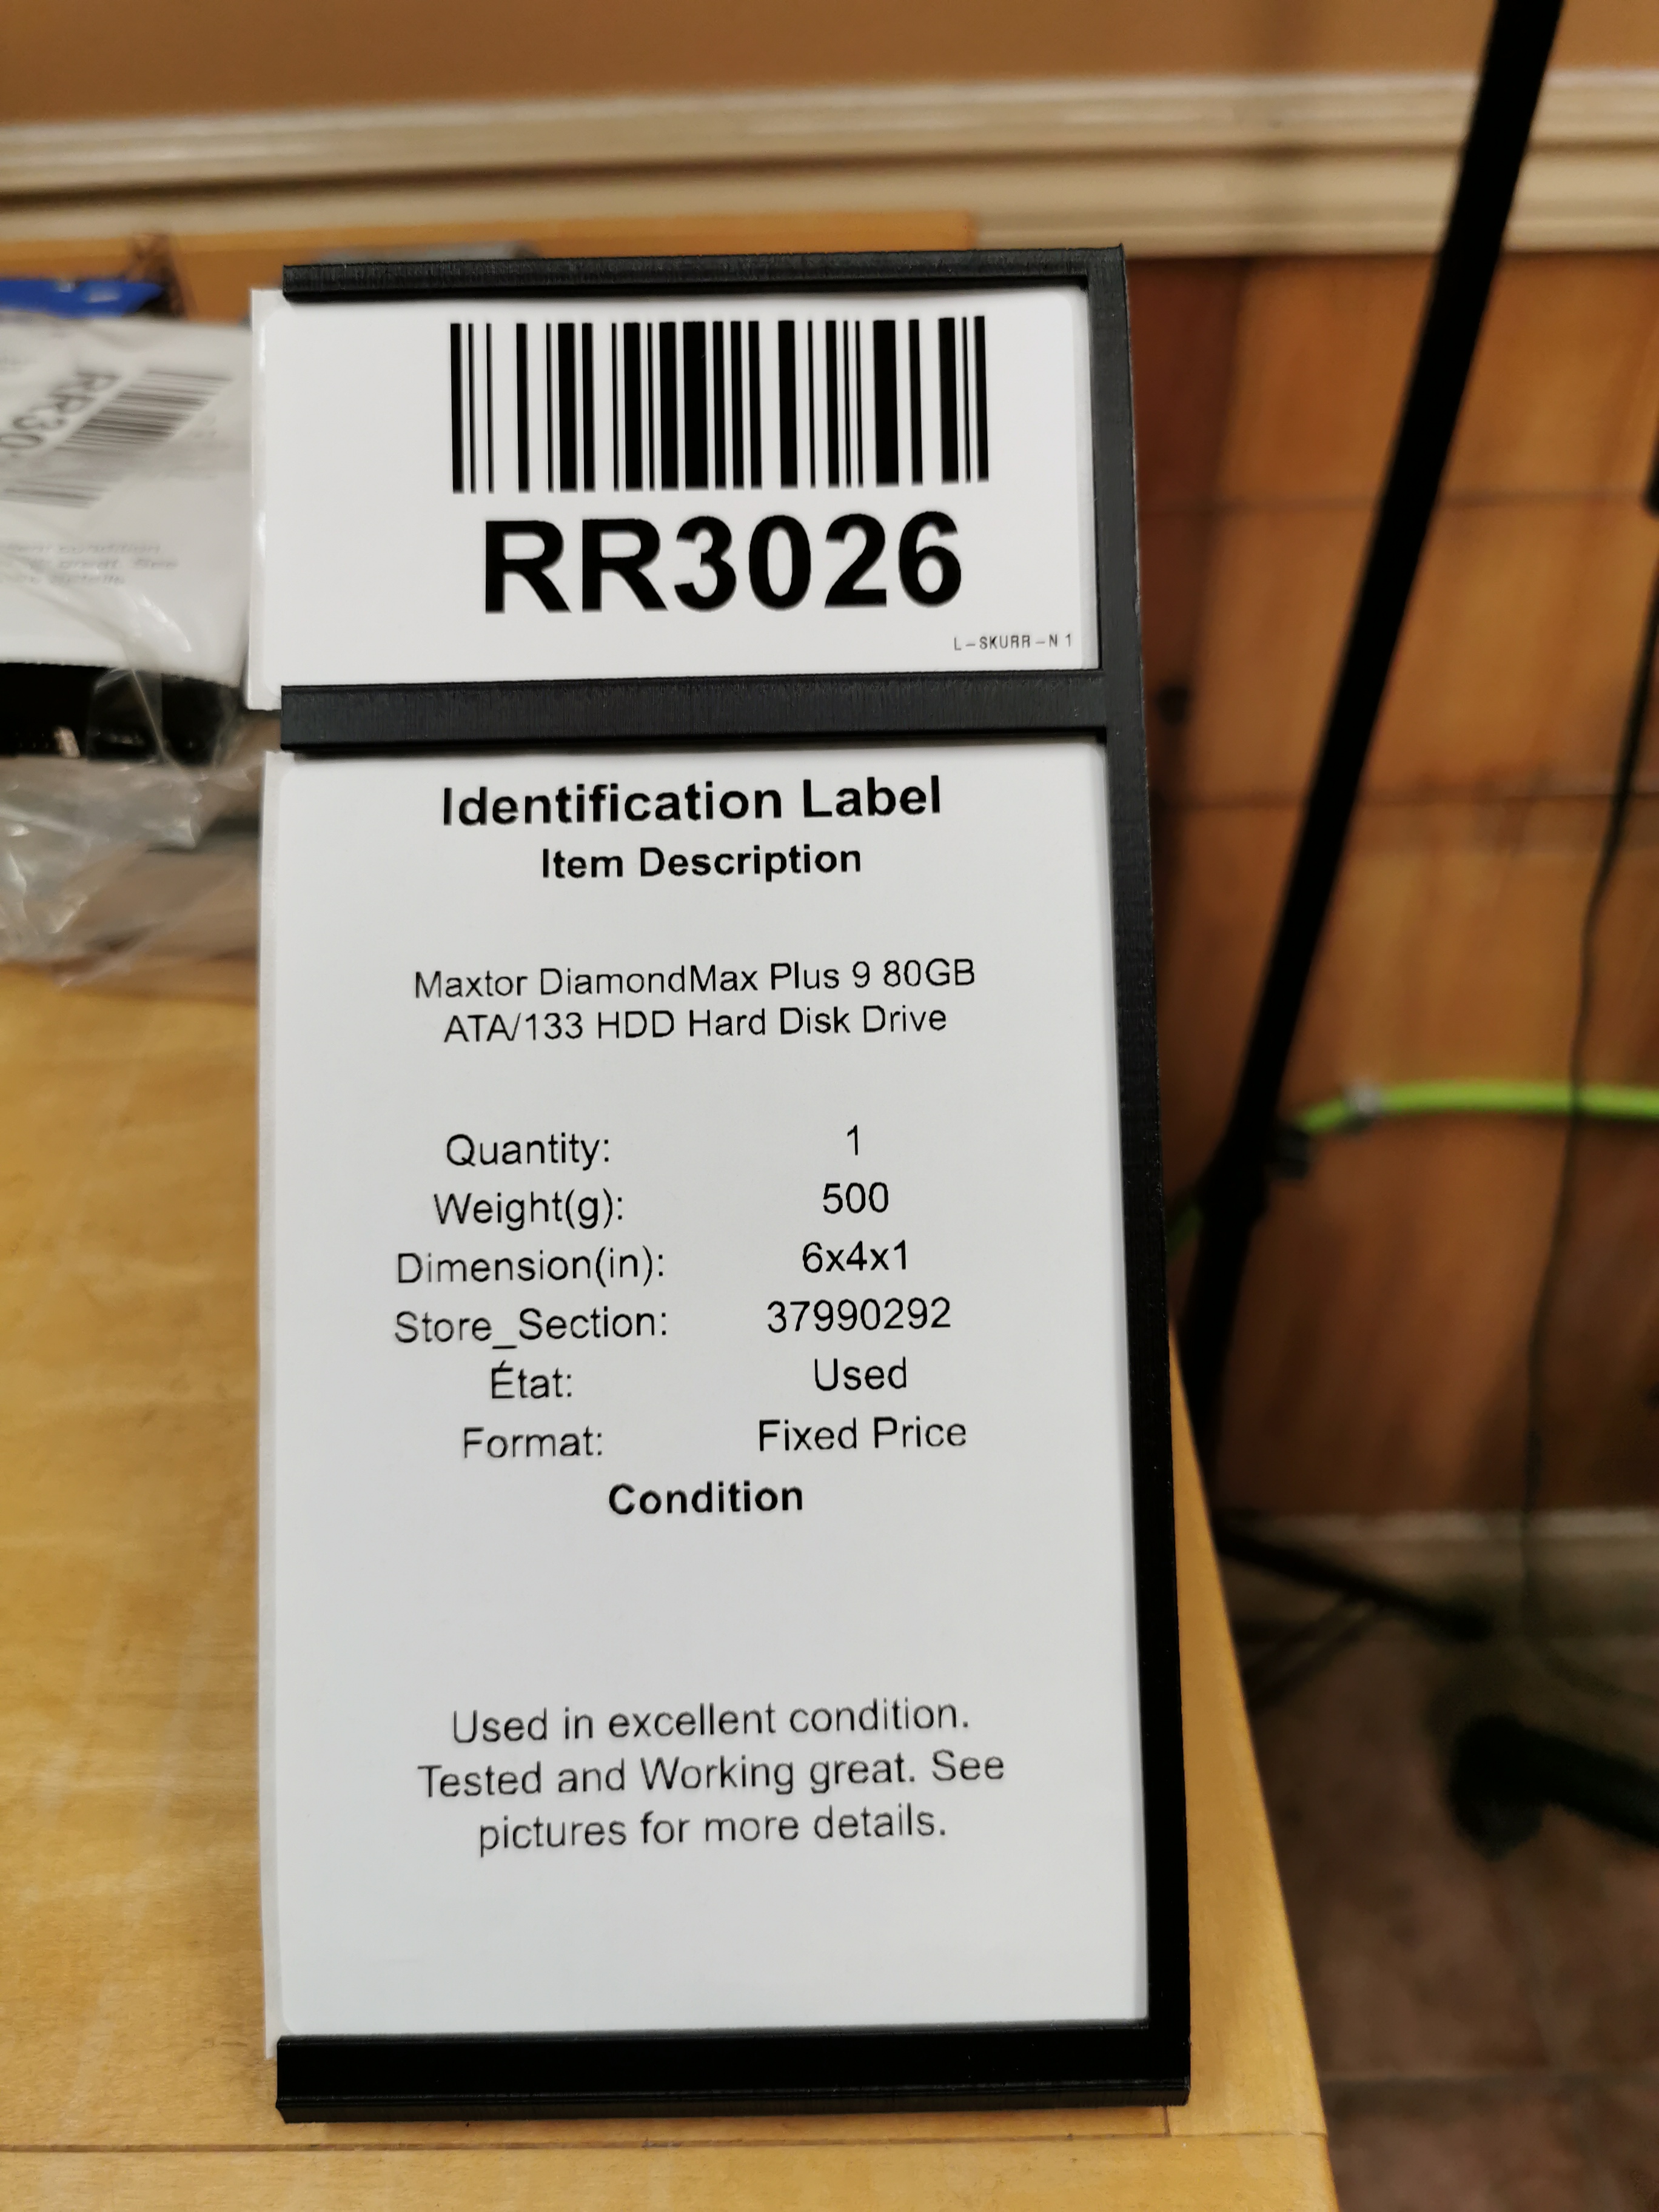 RR3026
L-SKURR-N 1
Identification Label
Item Description
Maxtor DiamondMax Plus 9 80GB
ATA/133 HDD Hard Disk Drive
Quantity: 1
Weight(g): 500
Dimension(in): 6x4x1
Store_Section: 37990292
État: Used
Format: Fixed Price
Condition
Used in excellent condition.
Tested and Working great. See
pictures for more details.
RR30